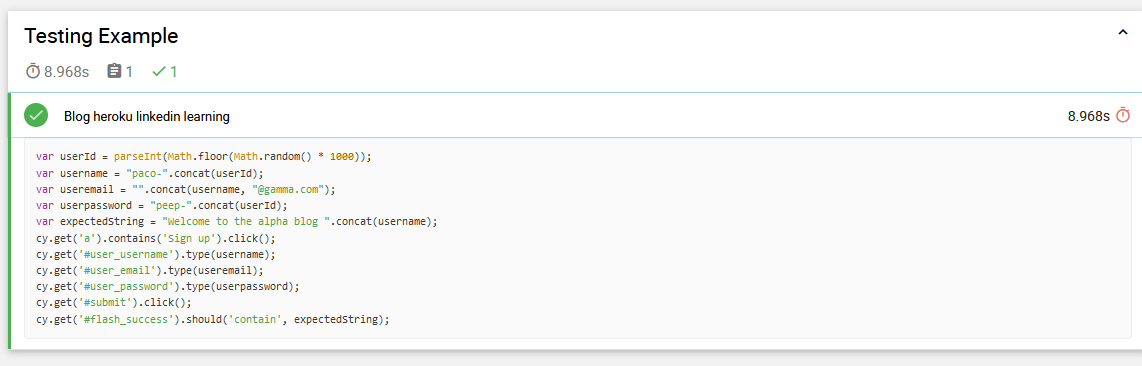 Testing Example
8.968s 1 1
Blog heroku linkedin learning 8.968s
var userId = parseInt(Math.floor(Math.random() * 1000));
var username = "paco-".concat(userId);
var useremail = "".concat(username, "@gamma.com");
var userpassword = "peep-".concat(userId);
var expectedString = "Welcome to the alpha blog ".concat(username);
cy.get('a').contains('Sign up').click();
cy.get('#user_username').type(username);
cy.get('#user_email').type(useremail);
cy.get('#user_password').type(userpassword);
cy.get('#submit').click();
cy.get('#flash_success').should('contain', expectedString);